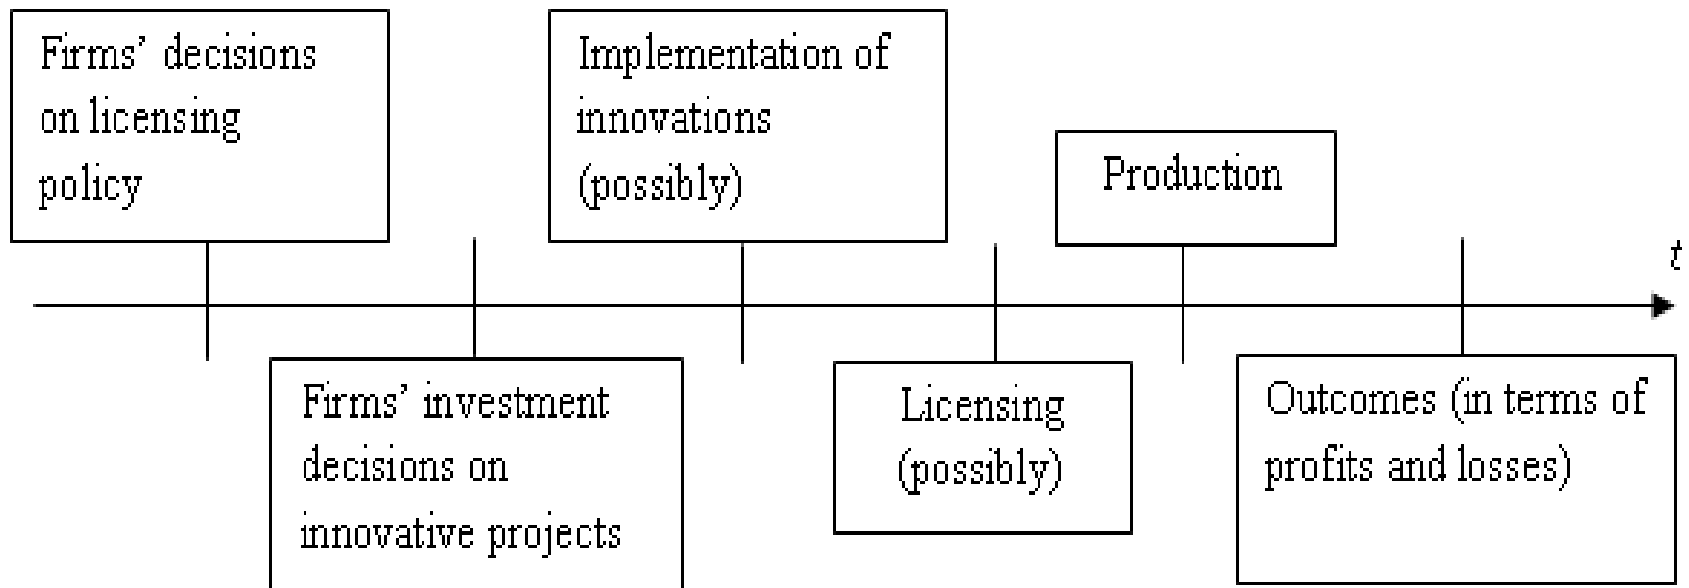 Firms’ decisions
on licensing
policy
Implementation of
innovations
(possibly)
Production
t
Firms’ investment
decisions on
innovative projects
Licensing
(possibly)
Outcomes (in terms of
profits and losses)